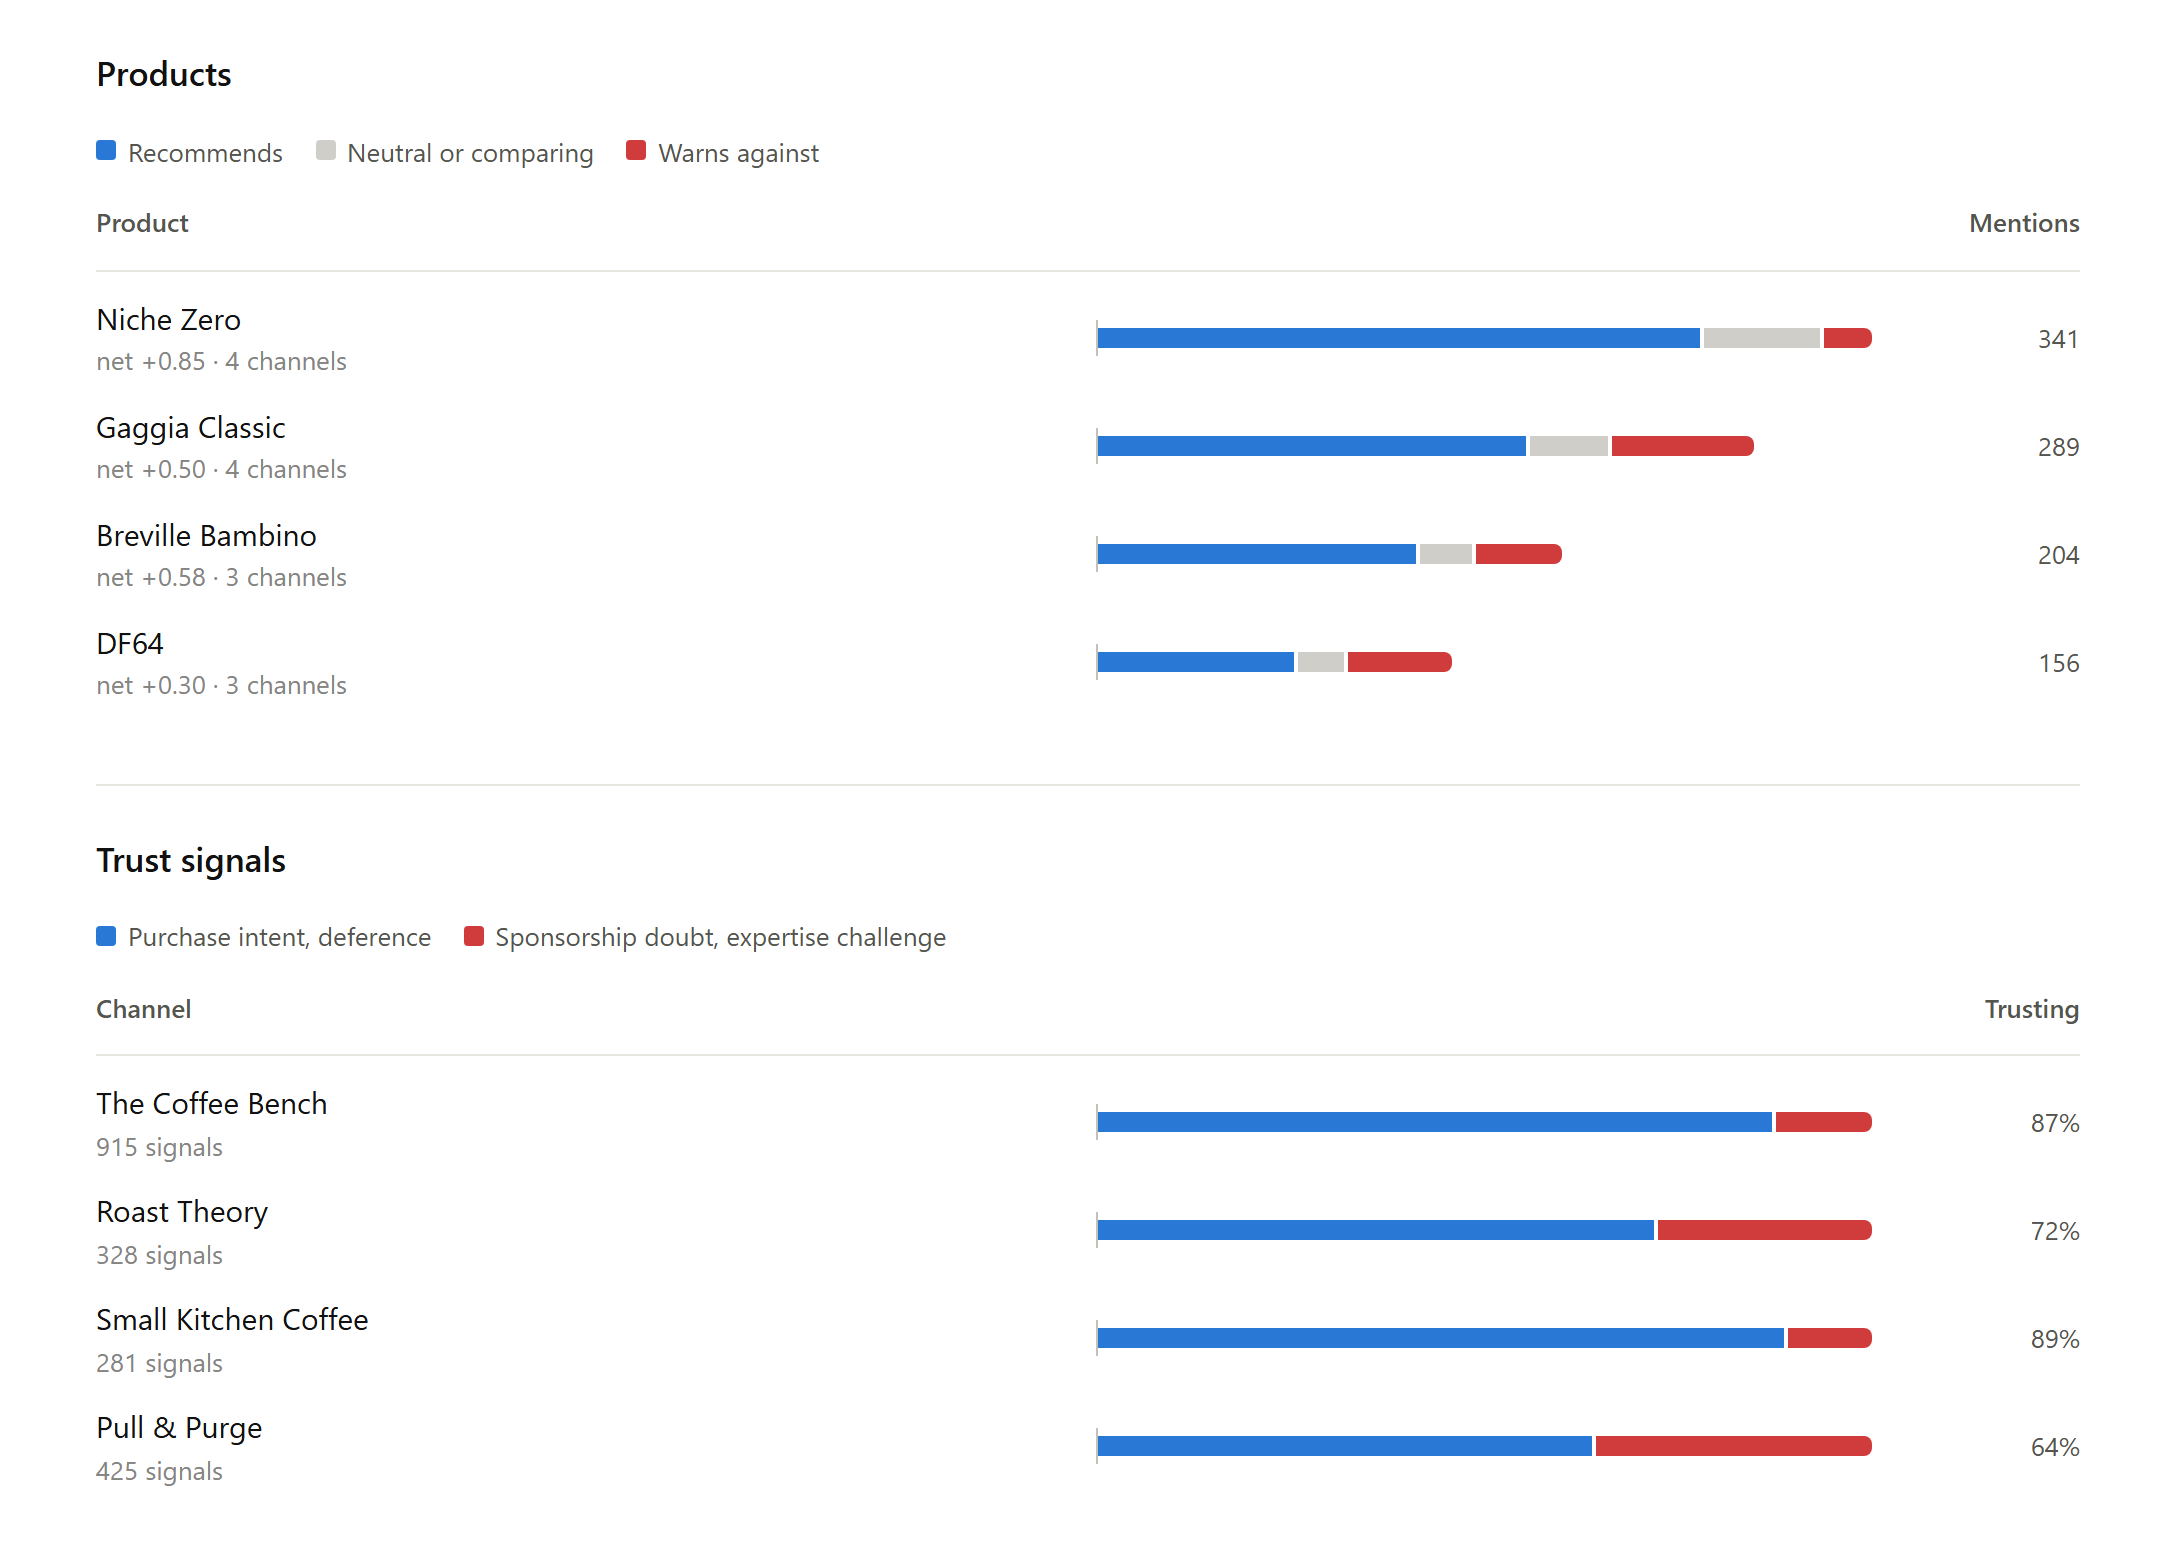 Products
Recommends Neutral or comparing Warns against
Product Mentions
Niche Zero
net +0.85 · 4 channels
341
Gaggia Classic
net +0.50 · 4 channels
289
Breville Bambino
net +0.58 · 3 channels
204
DF64
net +0.30 · 3 channels
156
Trust signals
Purchase intent, deference Sponsorship doubt, expertise challenge
Channel Trusting
The Coffee Bench
915 signals
87%
Roast Theory
328 signals
72%
Small Kitchen Coffee
281 signals
89%
Pull & Purge
425 signals
64%